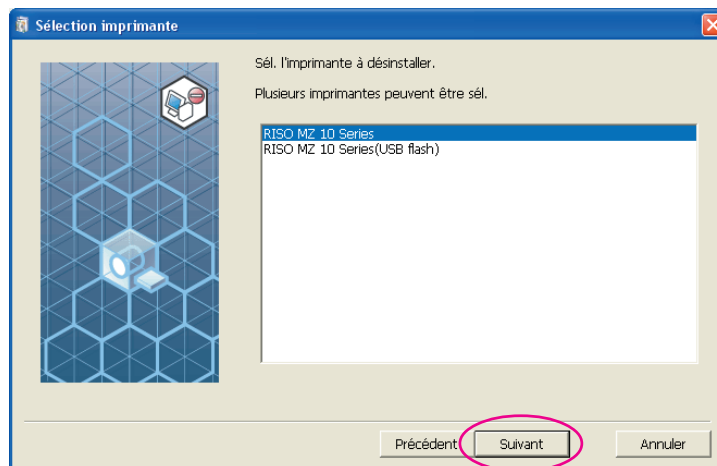 Sélection imprimante
Sél. l'imprimante à désinstaller.
Plusieurs imprimantes peuvent être sél.
RISO MZ 10 Series
RISO MZ 10 Series(USB flash)
Précédent
Suivant
Annuler